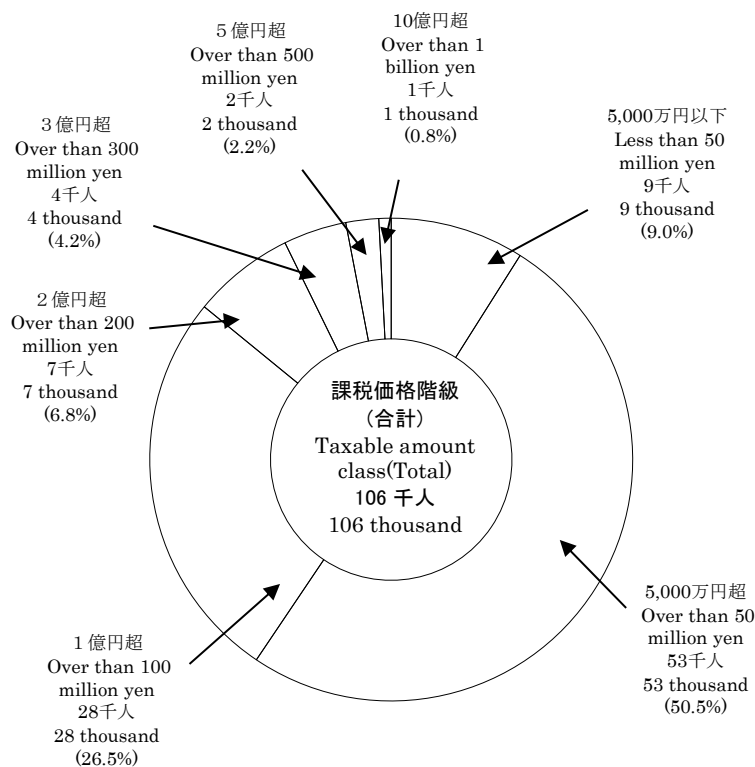 10億円超
Over than 1
billion yen
1千人
1 thousand
(0.8%)
５億円超
Over than 500
million yen
2千人
2 thousand
(2.2%)
３億円超
Over than 300
million yen
4千人
4 thousand
(4.2%)
２億円超
Over than 200
million yen
7千人
7 thousand
(6.8%)
5,000万円以下
Less than 50
million yen
9千人
9 thousand
(9.0%)
課税価格階級
（合計）
Taxable amount
class(Total)
106 千人
106 thousand
5,000万円超
Over than 50
million yen
53千人
53 thousand
(50.5%)
１億円超
Over than 100
million yen
28千人
28 thousand
(26.5%)